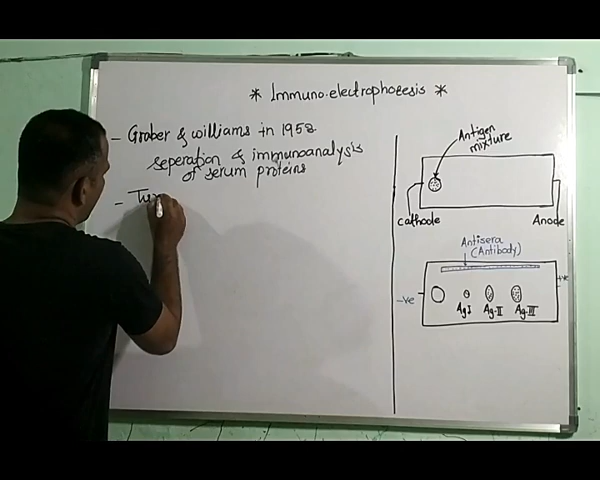 * Immuno.electrophoresis *
- Graber & williams in 1958
seperation & immunoanalysis
of serum proteins
- Tw
Antigen
mixture
Cathode
Anode
Antisera
(Antibody)
-ve
+ve
Ag I
Ag-II
Ag-III